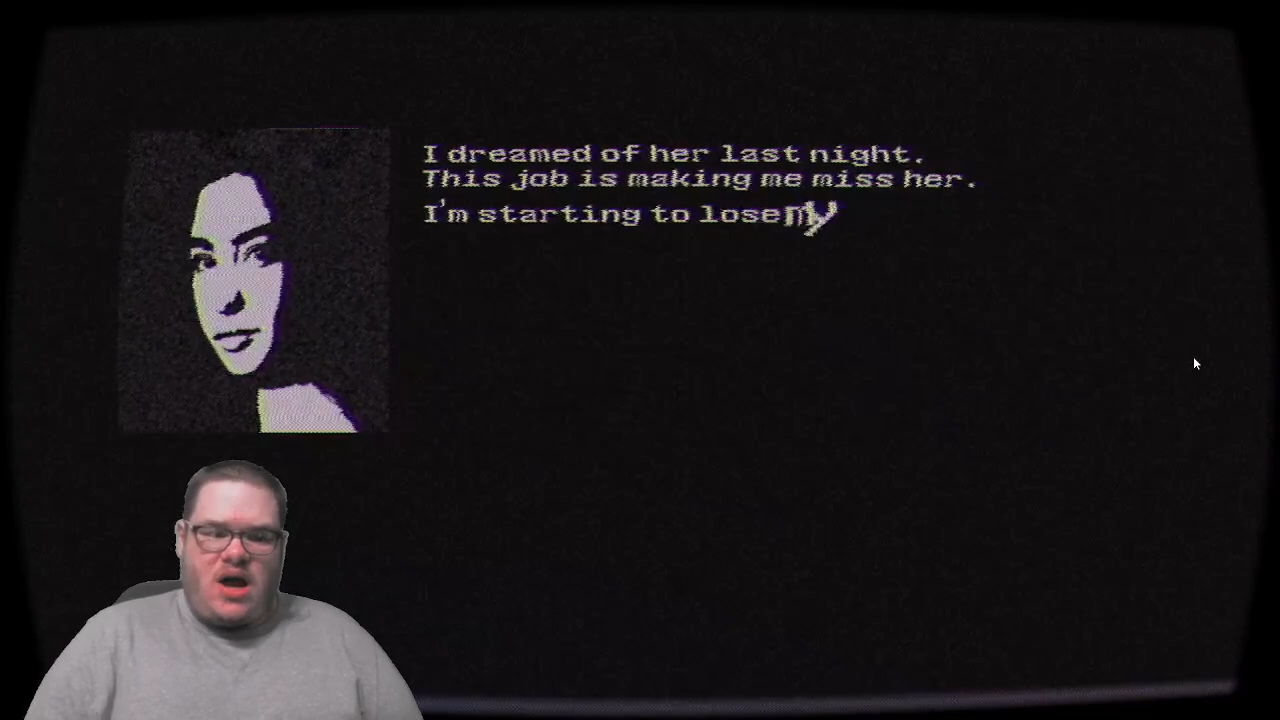 I dreamed of her last night.
This job is making me miss her.
I'm starting to lose my